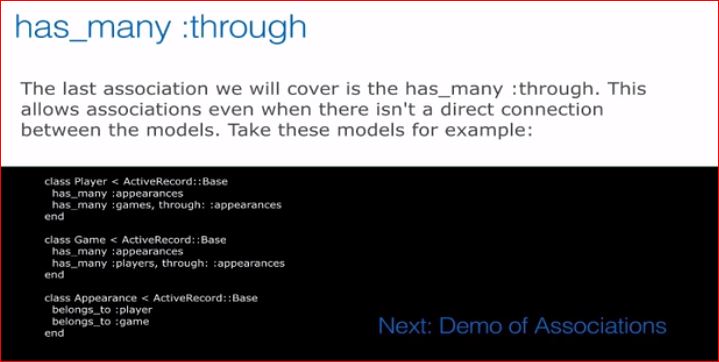 has_many :through
The last association we will cover is the has_many :through. This
allows associations even when there isn't a direct connection
between the models. Take these models for example:
class Player < ActiveRecord::Base
has_many :appearances
has_many :games, through: :appearances
end
class Game < ActiveRecord::Base
has_many :appearances
has_many :players, through: :appearances
end
class Appearance < ActiveRecord::Base
belongs_to :player
belongs_to :game
end
Next: Demo of Associations